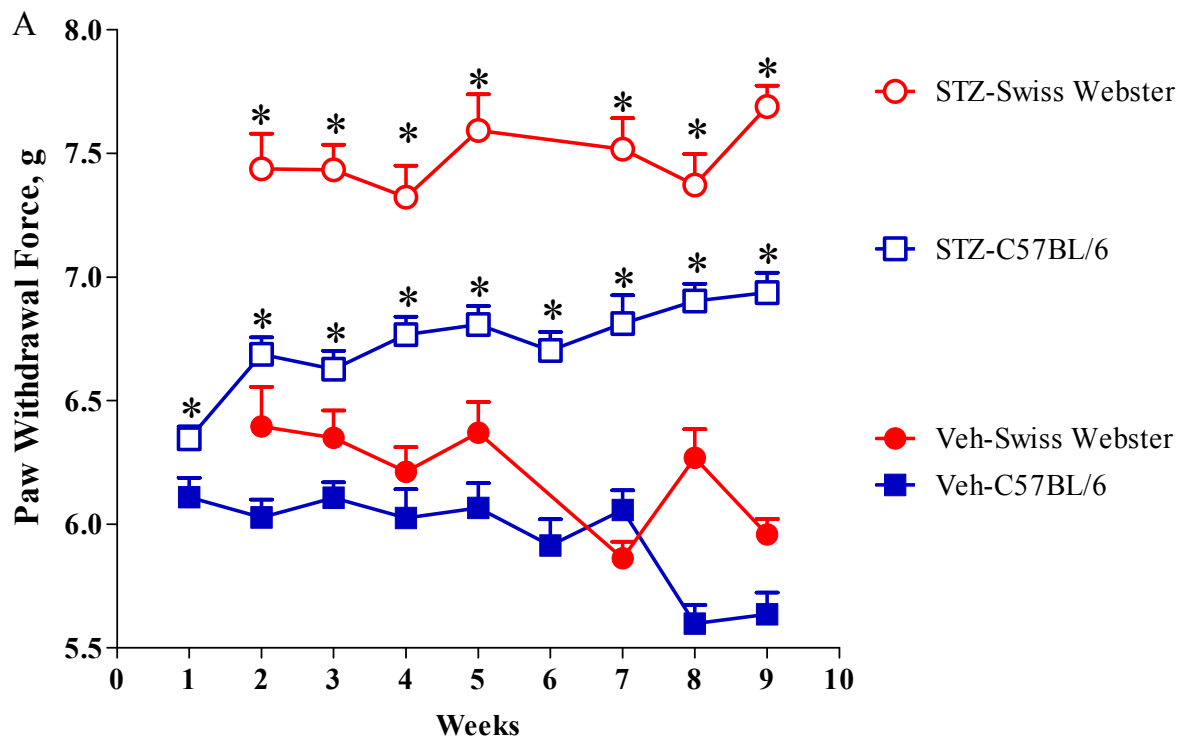 A
Paw Withdrawal Force, g
8.0
7.5
7.0
6.5
6.0
5.5
* * * * * * *
* * * * * * * * *
0 1 2 3 4 5 6 7 8 9 10
Weeks
STZ-Swiss Webster
STZ-C57BL/6
Veh-Swiss Webster
Veh-C57BL/6